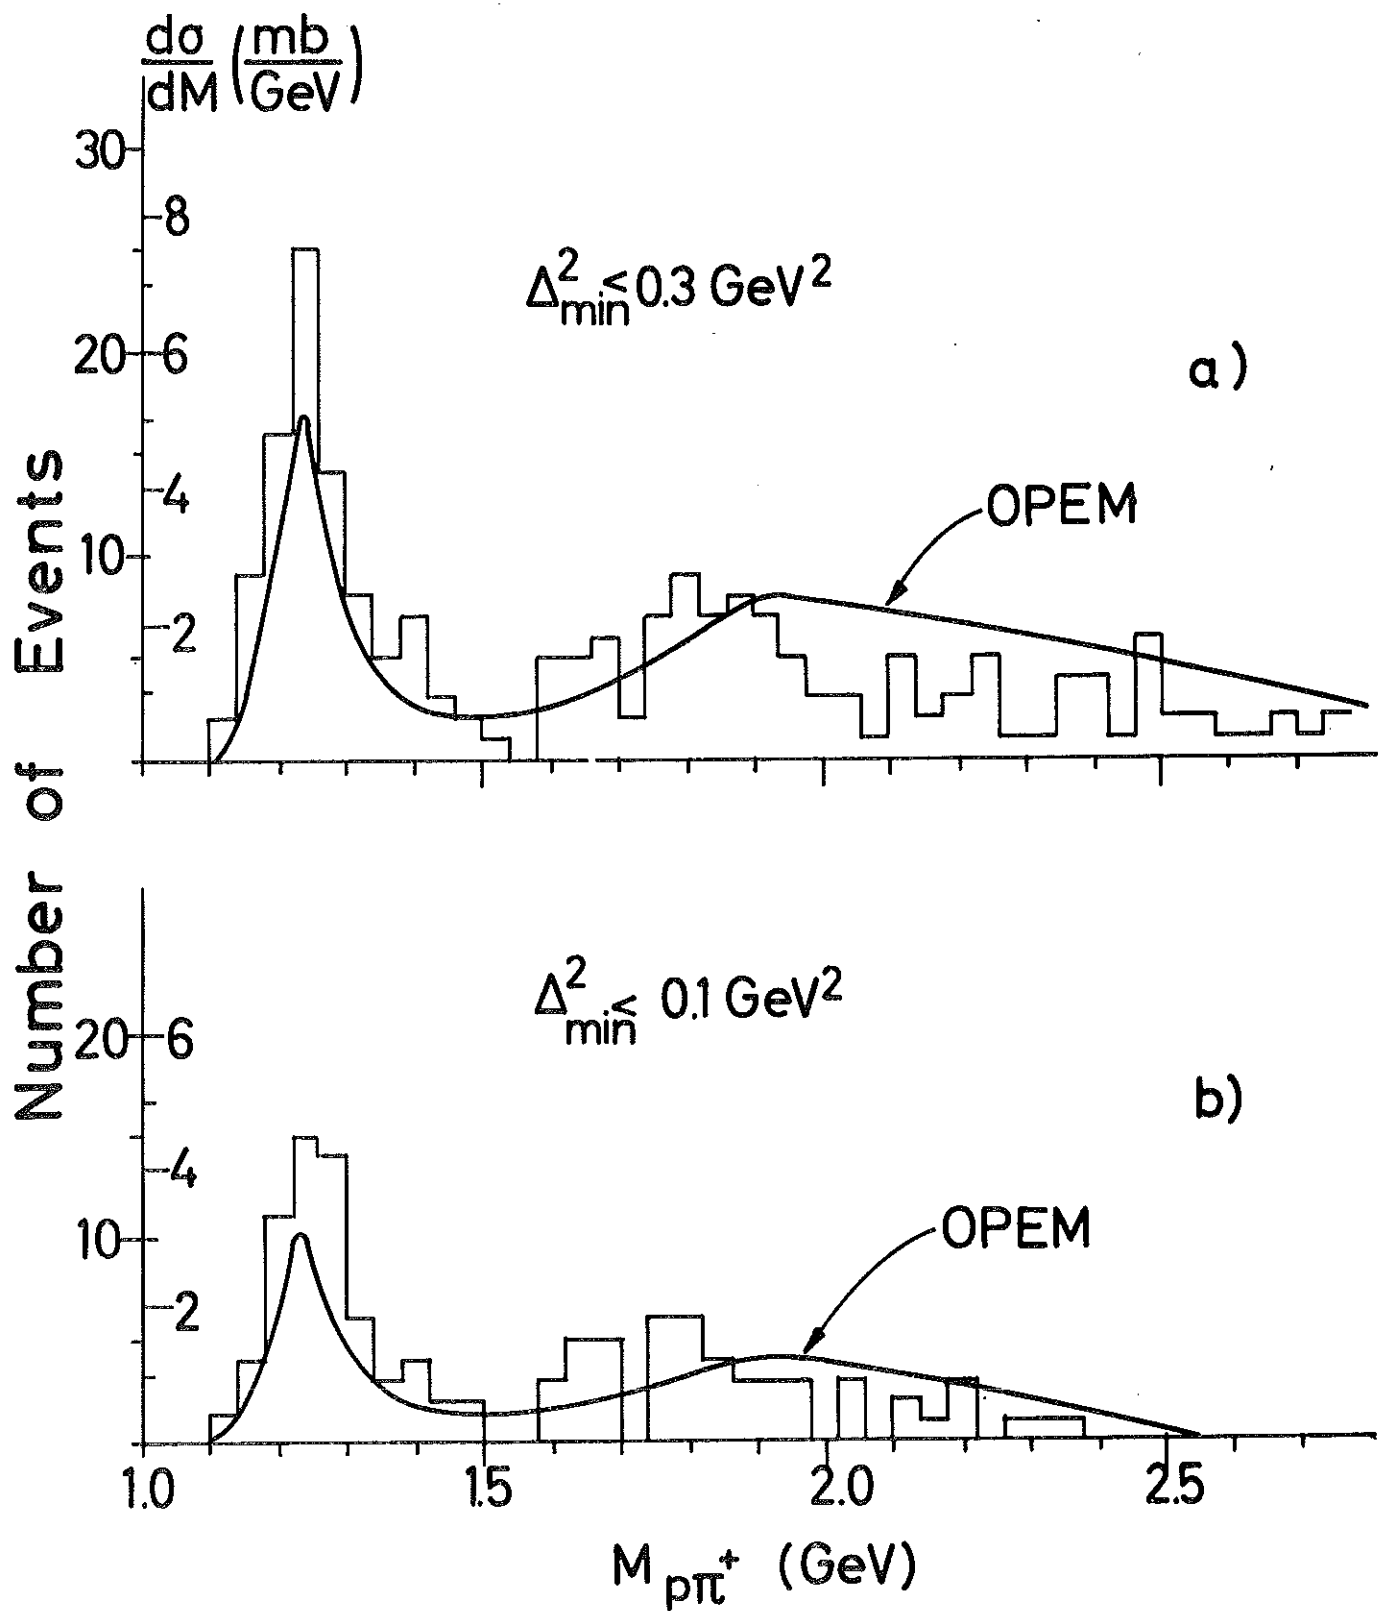 dσ/dM (mb/GeV)
30
8
Δ²min ≤ 0.3 GeV²
20 6
a)
4
OPEM
10
2
Number of Events
Δ²min ≤ 0.1 GeV²
20 6
b)
4
10
OPEM
2
1.0 1.5 2.0 2.5
M pπ⁺ (GeV)